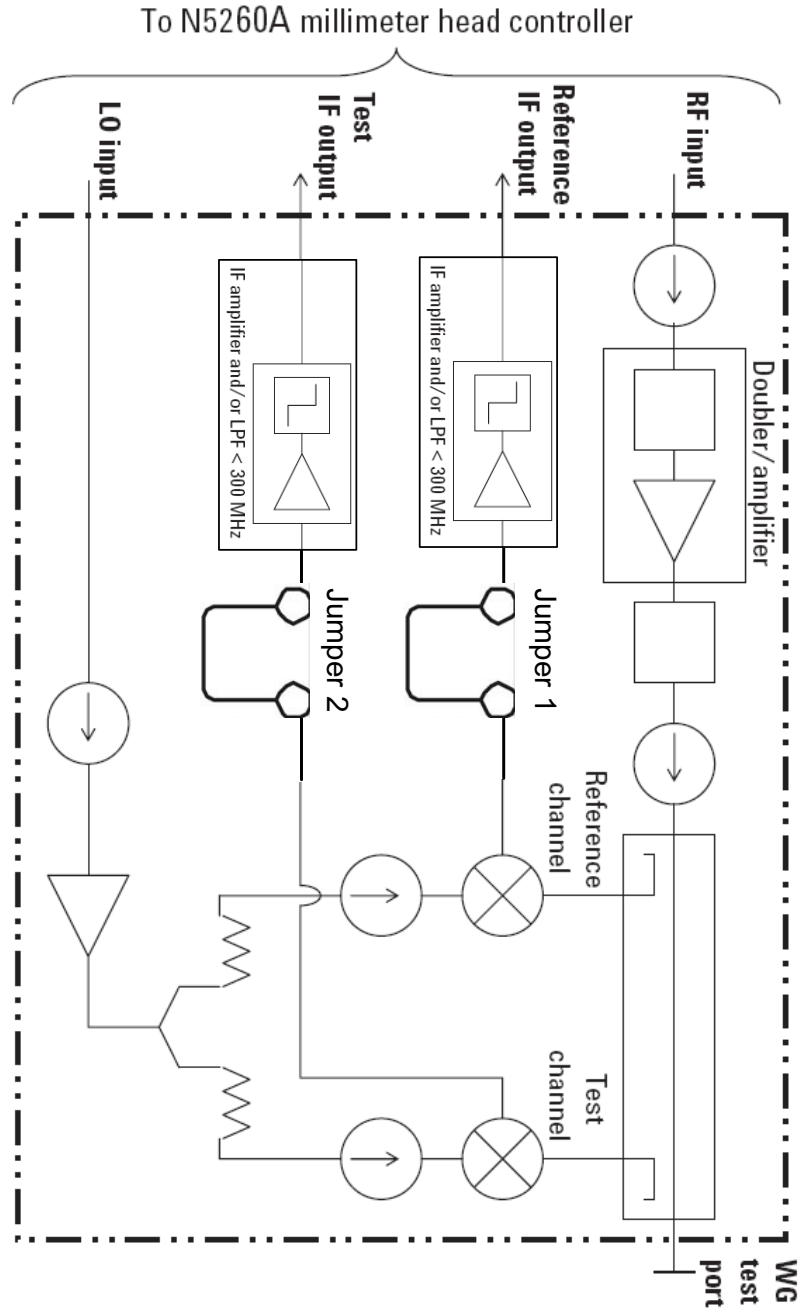 To N5260A millimeter head controller
LO input
Test
IF output
Reference
IF output
RF input
IF amplifier and/or LPF < 300 MHz
IF amplifier and/or LPF < 300 MHz
Doubler/amplifier
Jumper 2
Jumper 1
Reference
channel
Test
channel
WG
test
port